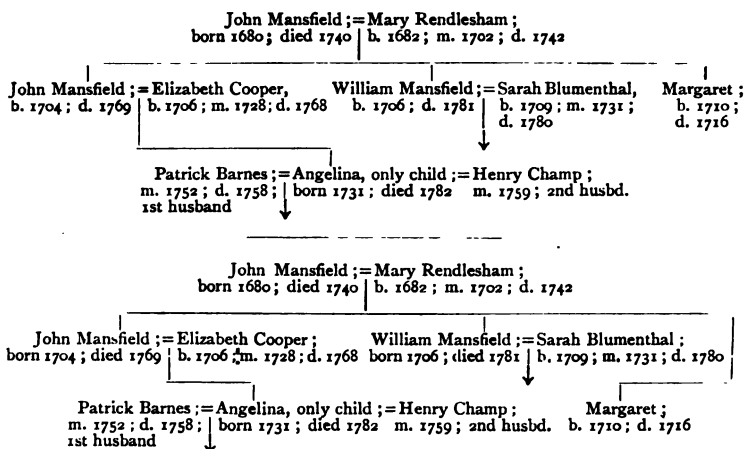 John Mansfield ;= Mary Rendlesham ;
born 1680; died 1740 b. 1682 ; m. 1702 ; d. 1742
John Mansfield ;= Elizabeth Cooper, William Mansfield ;= Sarah Blumenthal, Margaret ;
b. 1704 ; d. 1769 b. 1706; m. 1728; d. 1768 b. 1706; d. 1781 b. 1709; m. 1731 ; b. 1710 ;
d. 1780 d. 1716
Patrick Barnes ;= Angelina, only child ;= Henry Champ ;
m. 1752 ; d. 1758 ; born 1731 ; died 1782 m. 1759 ; 2nd husbd.
1st husband
John Mansfield ;= Mary Rendlesham ;
born 1680; died 1740 b. 1682 ; m. 1702 ; d. 1742
John Mansfield ;= Elizabeth Cooper ; William Mansfield ;= Sarah Blumenthal ;
born 1704 ; died 1769 b. 1706 ; m. 1728 ; d. 1768 born 1706; died 1781 b. 1709 ; m. 1731 ; d. 1780
Patrick Barnes ;= Angelina, only child ;= Henry Champ ; Margaret ;
m. 1752 ; d. 1758; born 1731 ; died 1782 m. 1759 ; 2nd husbd. b. 1710 ; d. 1716
1st husband